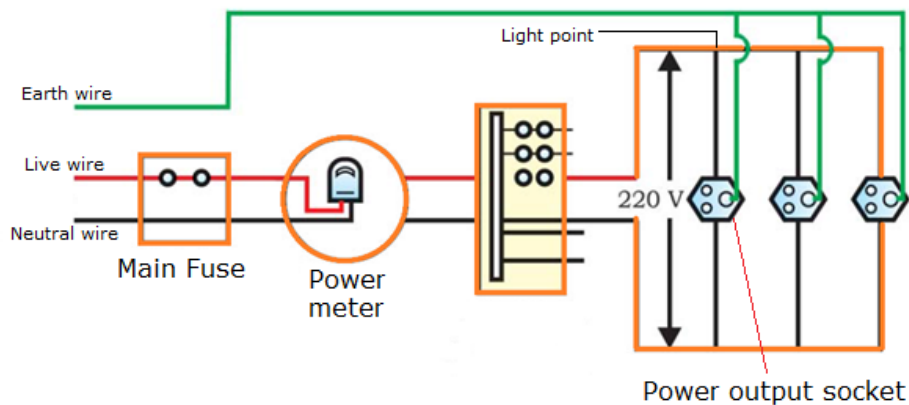 Light point
Earth wire
Live wire
220 V
Neutral wire
Main Fuse
Power
meter
Power output socket